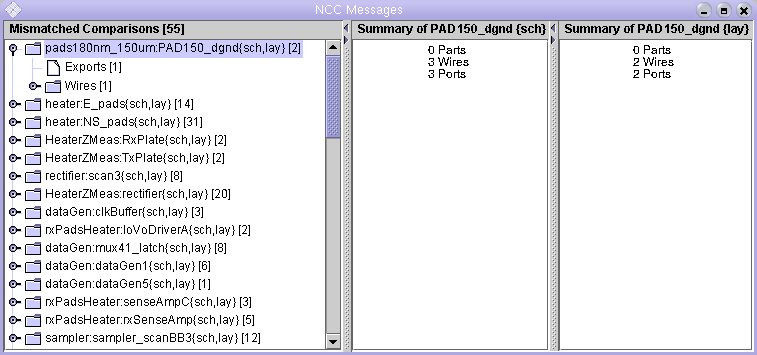 NCC Messages
Mismatched Comparisons [55]
pads180nm_150um:PAD150_dgnd{sch,lay} [2]
Exports [1]
Wires [1]
heater:E_pads{sch,lay} [14]
heater:NS_pads{sch,lay} [31]
HeaterZMeas:RxPlate{sch,lay} [2]
HeaterZMeas:TxPlate{sch,lay} [2]
rectifier:scan3{sch,lay} [8]
HeaterZMeas:rectifier{sch,lay} [20]
dataGen:clkBuffer{sch,lay} [3]
rxPadsHeater:loVoDriverA{sch,lay} [2]
dataGen:mux41_latch{sch,lay} [8]
dataGen:dataGen1{sch,lay} [6]
dataGen:dataGen5{sch,lay} [1]
rxPadsHeater:senseAmpC{sch,lay} [3]
rxPadsHeater:rxSenseAmp{sch,lay} [5]
sampler:sampler_scanBB3{sch,lay} [12]
Summary of PAD150_dgnd {sch}
0 Parts
3 Wires
3 Ports
Summary of PAD150_dgnd {lay}
0 Parts
2 Wires
2 Ports